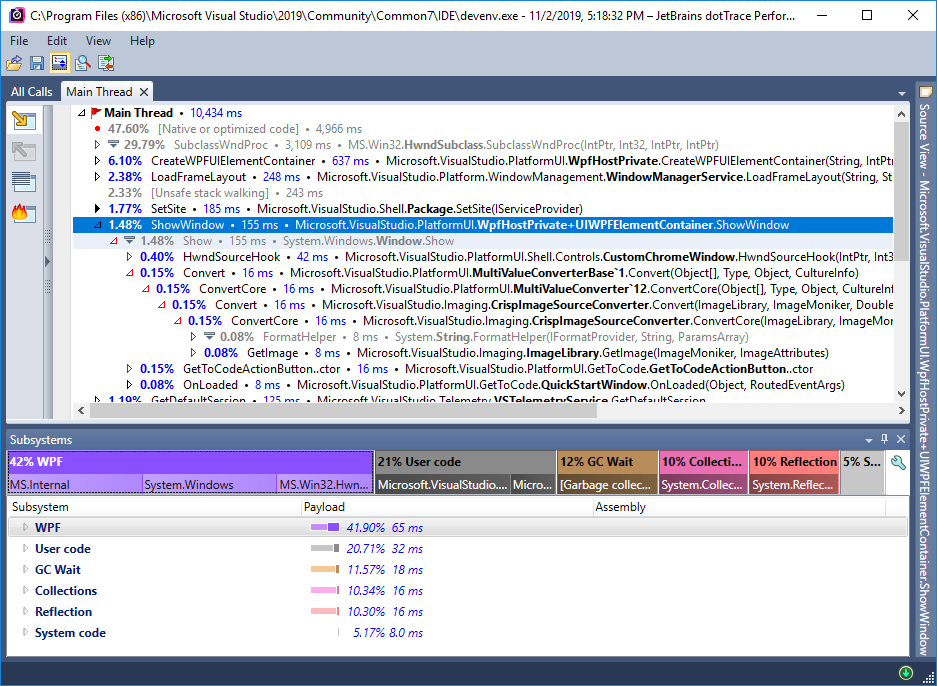 C:\Program Files (x86)\Microsoft Visual Studio\2019\Community\Common7\IDE\devenv.exe - 11/2/2019, 5:18:32 PM – JetBrains dotTrace Perfor...
File Edit View Help
All Calls Main Thread
Main Thread • 10,434 ms
47.60% [Native or optimized code] • 4,966 ms
29.79% SubclassWndProc • 3,109 ms • MS.Win32.HwndSubclass.SubclassWndProc(IntPtr, Int32, IntPtr, IntPtr)
6.10% CreateWPFUIElementContainer • 637 ms • Microsoft.VisualStudio.PlatformUI.WpfHostPrivate.CreateWPFUIElementContainer(String, IntPtr
2.38% LoadFrameLayout • 248 ms • Microsoft.VisualStudio.Platform.WindowManagement.WindowManagerService.LoadFrameLayout(String, St
2.33% [Unsafe stack walking] • 243 ms
1.77% SetSite • 185 ms • Microsoft.VisualStudio.Shell.Package.SetSite(IServiceProvider)
1.48% ShowWindow • 155 ms • Microsoft.VisualStudio.PlatformUI.WpfHostPrivate+UIWPFElementContainer.ShowWindow
1.48% Show • 155 ms • System.Windows.Window.Show
0.40% HwndSourceHook • 42 ms • Microsoft.VisualStudio.PlatformUI.Shell.Controls.CustomChromeWindow.HwndSourceHook(IntPtr, Int3
0.15% Convert • 16 ms • Microsoft.VisualStudio.PlatformUI.MultiValueConverterBase`1.Convert(Object[], Type, Object, CultureInfo)
0.15% ConvertCore • 16 ms • Microsoft.VisualStudio.PlatformUI.MultiValueConverter`12.ConvertCore(Object[], Type, Object, CultureInf
0.15% Convert • 16 ms • Microsoft.VisualStudio.Imaging.CrispImageSourceConverter.Convert(ImageLibrary, ImageMoniker, Double
0.15% ConvertCore • 16 ms • Microsoft.VisualStudio.Imaging.CrispImageSourceConverter.ConvertCore(ImageLibrary, ImageMor
0.08% FormatHelper • 8 ms • System.String.FormatHelper(IFormatProvider, String, ParamsArray)
0.08% GetImage • 8 ms • Microsoft.VisualStudio.Imaging.ImageLibrary.GetImage(ImageMoniker, ImageAttributes)
0.15% GetToCodeActionButton..ctor • 16 ms • Microsoft.VisualStudio.PlatformUI.GetToCode.GetToCodeActionButton..ctor
0.08% OnLoaded • 8 ms • Microsoft.VisualStudio.PlatformUI.GetToCode.QuickStartWindow.OnLoaded(Object, RoutedEventArgs)
1.19% GetDefaultSession • 125 ms • Microsoft.VisualStudio.Telemetry.VSTelemetryService.GetDefaultSession
Source View - Microsoft.VisualStudio.PlatformUI.WpfHostPrivate+UIWPFElementContainer.ShowWindow
Subsystems
42% WPF 21% User code 12% GC Wait 10% Collecti... 10% Reflection 5% S...
MS.Internal System.Windows MS.Win32.Hwn... Microsoft.VisualStudio.... Micro... [Garbage collec... System.Collec... System.Reflec...
Subsystem Payload Assembly
WPF 41.90% 65 ms
User code 20.71% 32 ms
GC Wait 11.57% 18 ms
Collections 10.34% 16 ms
Reflection 10.30% 16 ms
System code 5.17% 8.0 ms